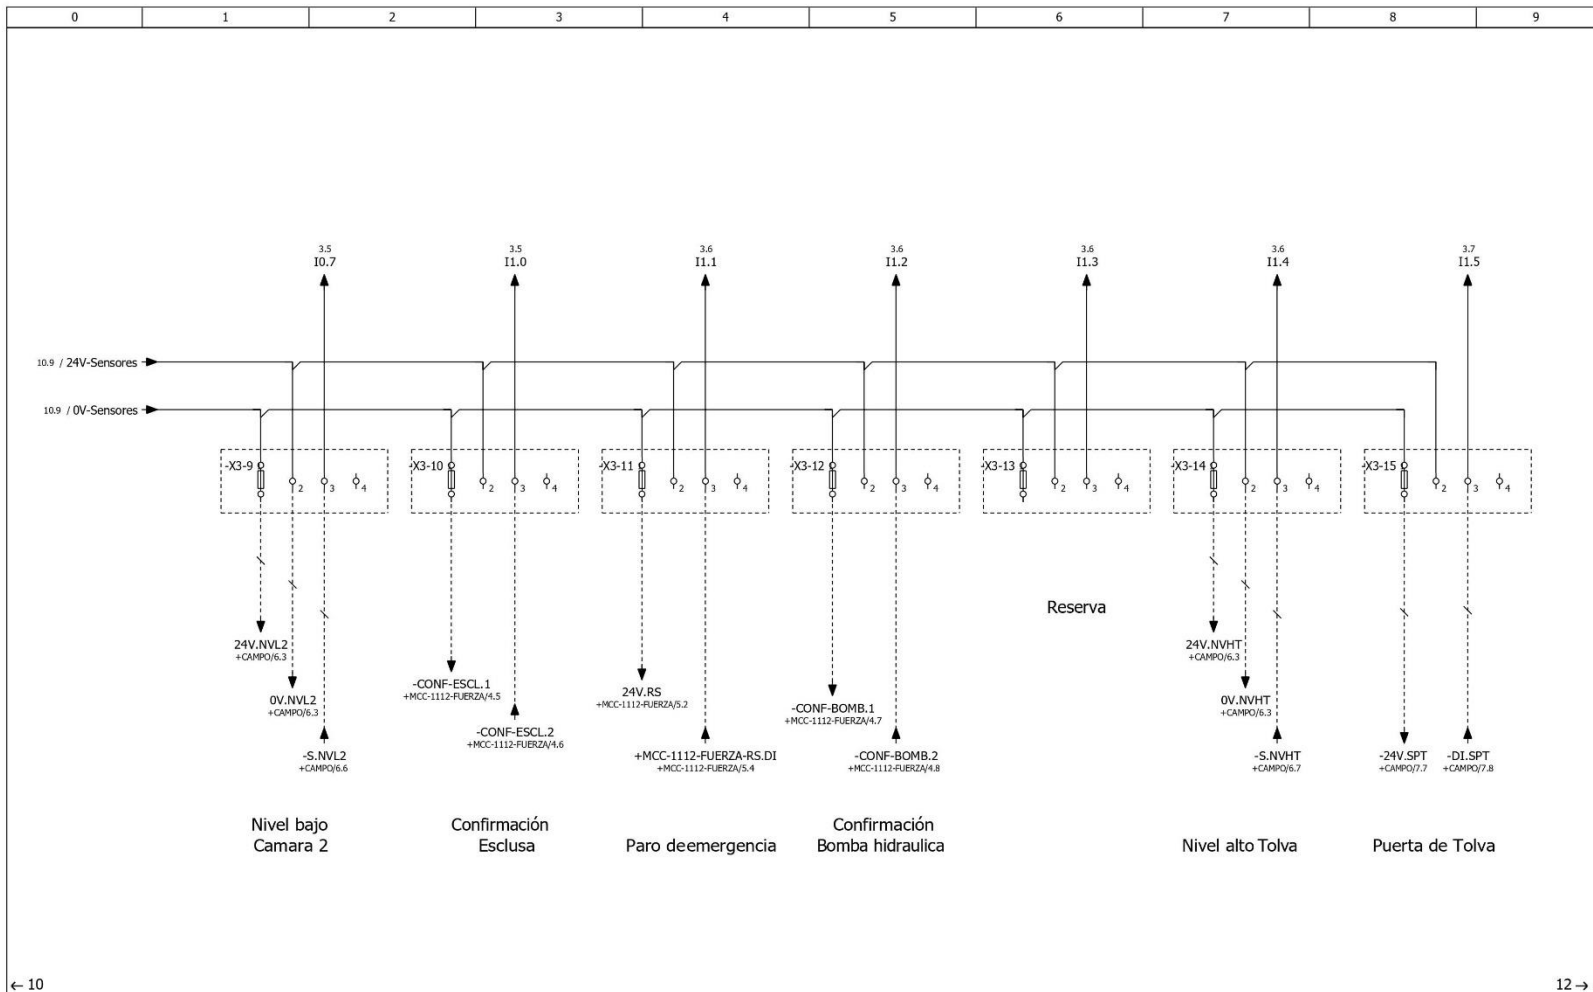 0 1 2 3 4 5 6 7 8 9
3.5 3.5 3.6 3.6 3.6 3.6 3.7
I0.7 I1.0 I1.1 I1.2 I1.3 I1.4 I1.5
10.9 / 24V-Sensores
10.9 / 0V-Sensores
-X3-9 2 3 4
-X3-10 2 3 4
-X3-11 2 3 4
-X3-12 2 3 4
-X3-13 2 3 4
-X3-14 2 3 4
-X3-15 2 3 4
Reserva
24V.NVL2
+CAMPO/6.3
0V.NVL2
+CAMPO/6.3
-S.NVL2
+CAMPO/6.6
-CONF-ESCL.1
+MCC-1112-FUERZA/4.5
-CONF-ESCL.2
+MCC-1112-FUERZA/4.6
24V.RS
+MCC-1112-FUERZA/5.2
+MCC-1112-FUERZA-RS.DI
+MCC-1112-FUERZA/5.4
-CONF-BOMB.1
+MCC-1112-FUERZA/4.7
-CONF-BOMB.2
+MCC-1112-FUERZA/4.8
24V.NVHT
+CAMPO/6.3
0V.NVHT
+CAMPO/6.3
-S.NVHT
+CAMPO/6.7
-24V.SPT
+CAMPO/7.7
-DI.SPT
+CAMPO/7.8
Nivel bajo
Camara 2
Confirmación
Esclusa
Paro deemergencia
Confirmación
Bomba hidraulica
Nivel alto Tolva
Puerta de Tolva
← 10
12 →